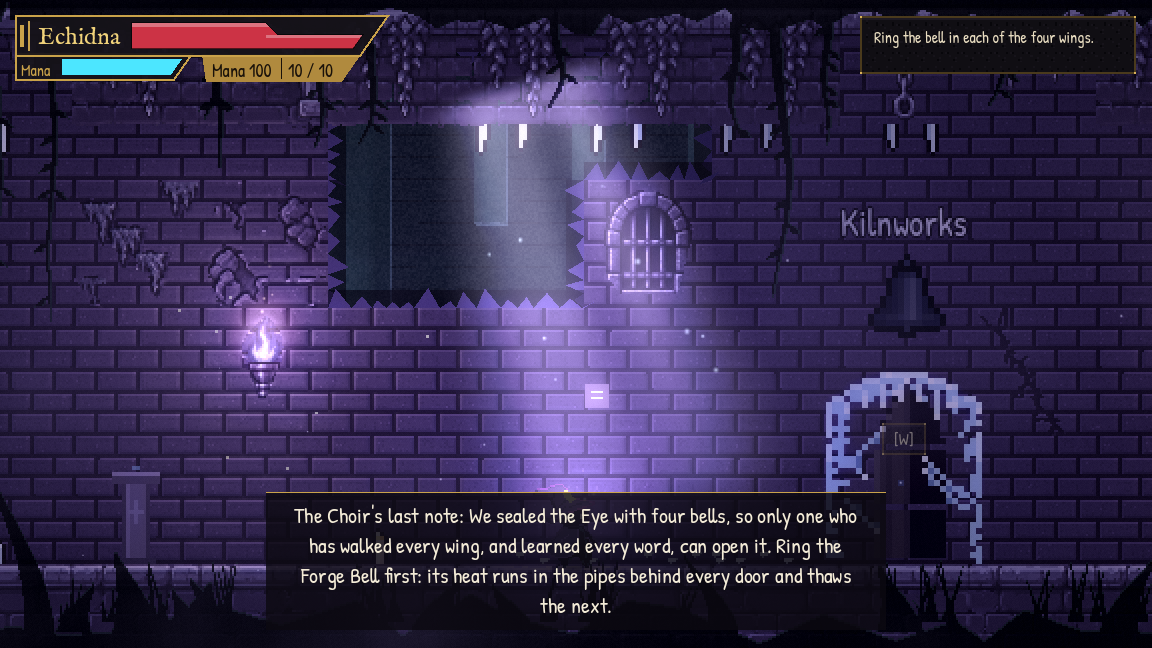 Echidna
Mana
Mana 100
10 / 10
Ring the bell in each of the four wings.
Kilnworks
[W]
The Choir's last note: We sealed the Eye with four bells, so only one who
has walked every wing, and learned every word, can open it. Ring the
Forge Bell first: its heat runs in the pipes behind every door and thaws
the next.